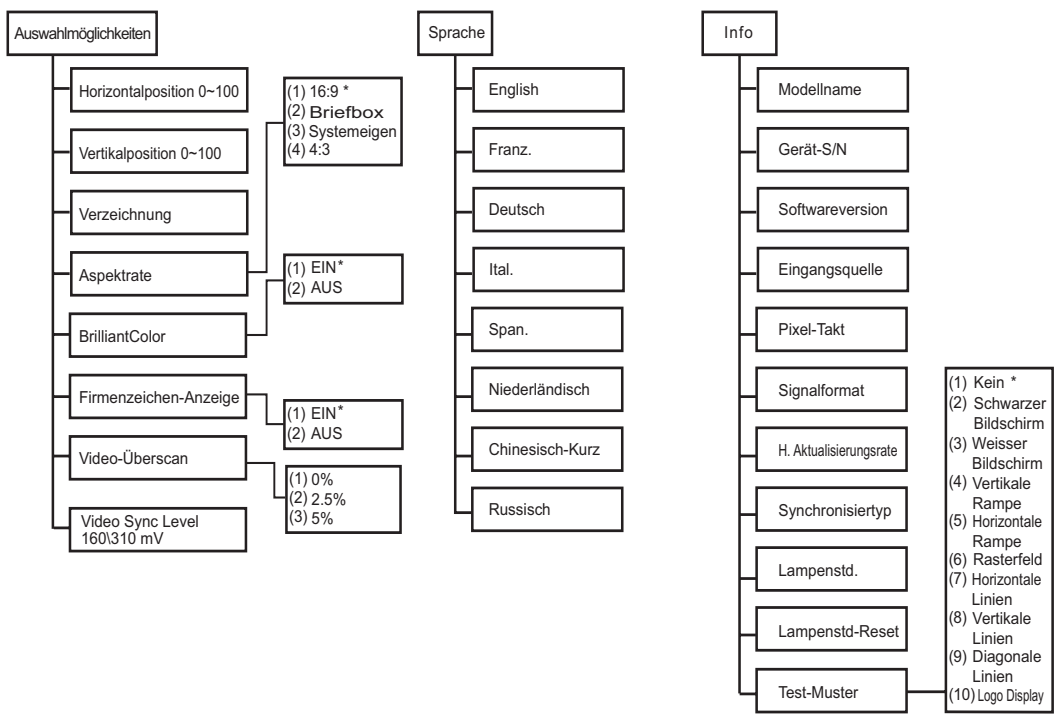 Auswahlmöglichkeiten
Horizontalposition 0~100
Vertikalposition 0~100
Verzeichnung
Aspektrate
BrilliantColor
Firmenzeichen-Anzeige
Video-Überscan
Video Sync Level
160\310 mV
(1) 16:9 *
(2) Briefbox
(3) Systemeigen
(4) 4:3
(1) EIN*
(2) AUS
(1) EIN*
(2) AUS
(1) 0%
(2) 2.5%
(3) 5%
Sprache
English
Franz.
Deutsch
Ital.
Span.
Niederländisch
Chinesisch-Kurz
Russisch
Info
Modellname
Gerät-S/N
Softwareversion
Eingangsquelle
Pixel-Takt
Signalformat
H. Aktualisierungsrate
Synchronisiertyp
Lampenstd.
Lampenstd-Reset
Test-Muster
(1) Kein *
(2) Schwarzer
Bildschirm
(3) Weisser
Bildschirm
(4) Vertikale
Rampe
(5) Horizontale
Rampe
(6) Rasterfeld
(7) Horizontale
Linien
(8) Vertikale
Linien
(9) Diagonale
Linien
(10) Logo Display